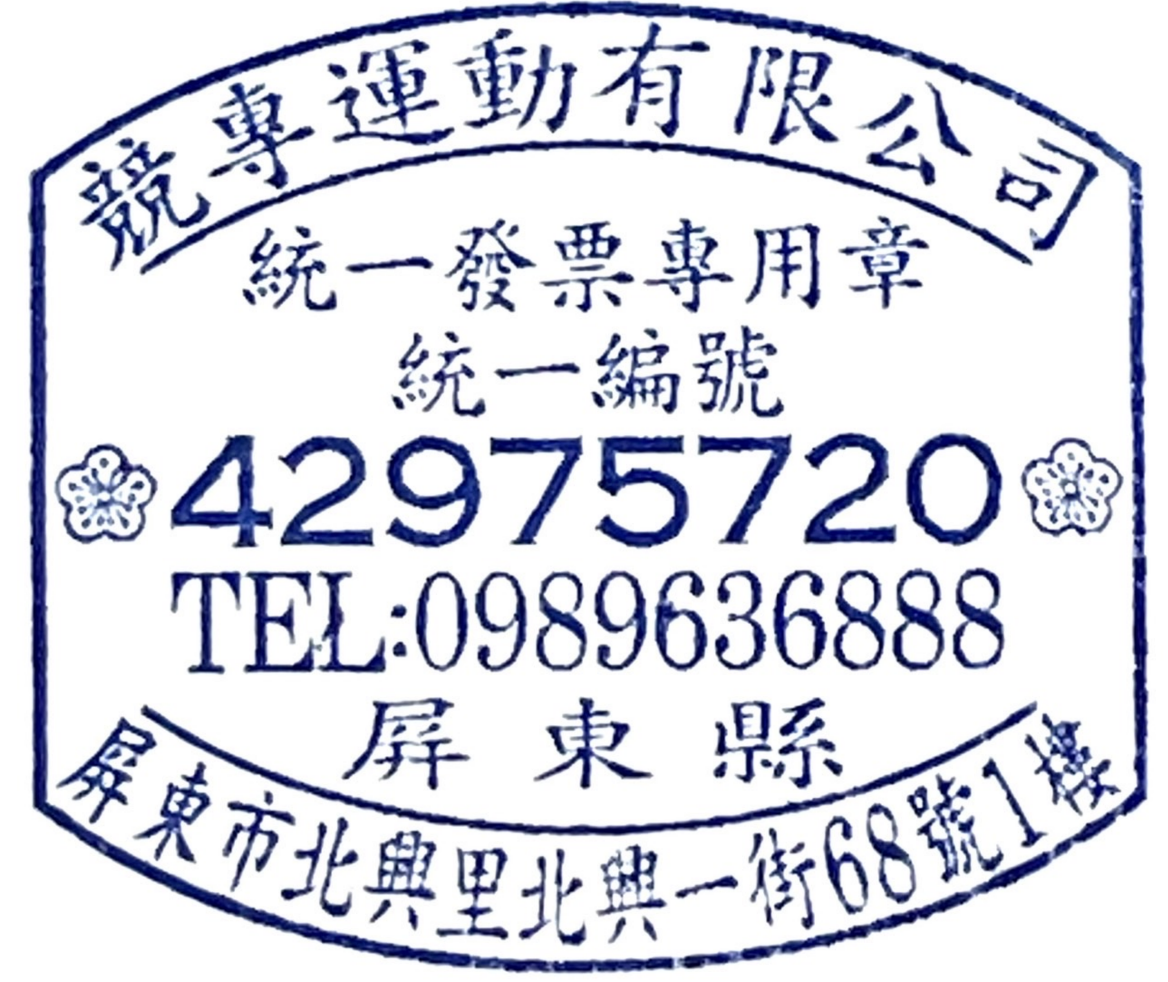 競專運動有限公司
統一發票專用章
統一編號
42975720
TEL:0989636888
屏東縣
屏東市北興里北興一街68號1樓